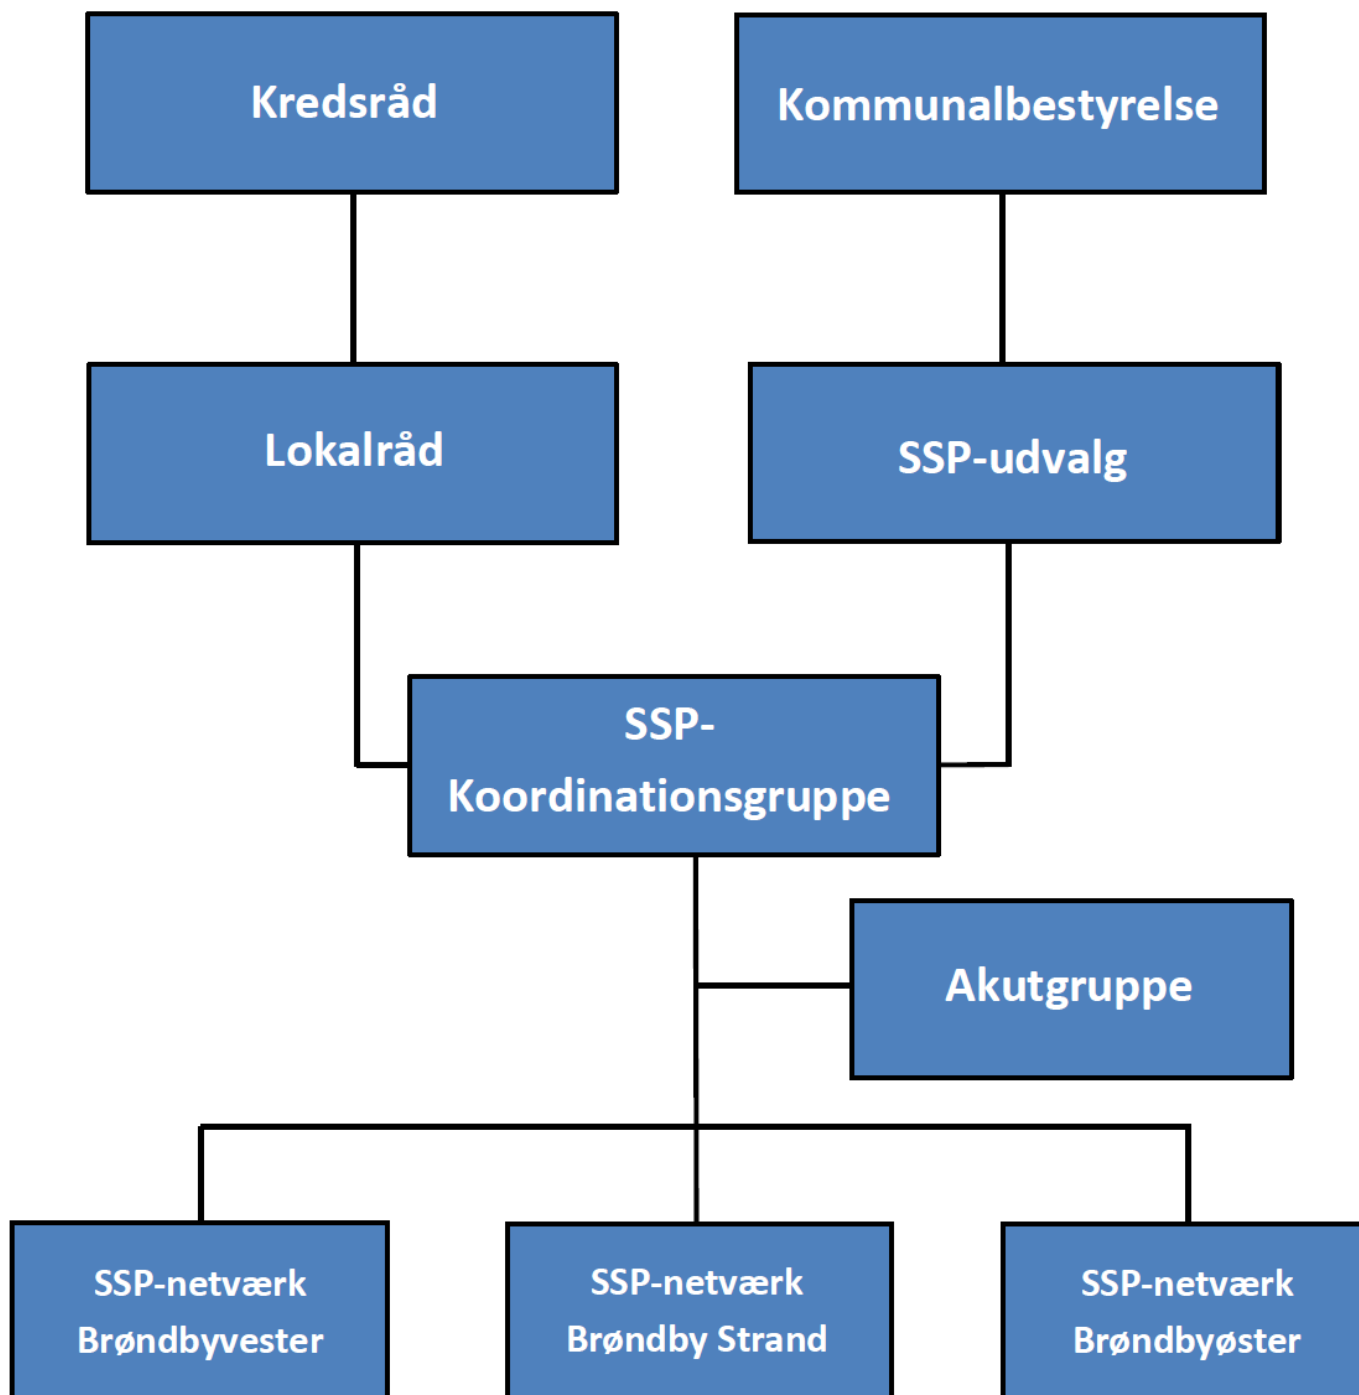 Kredsråd
Kommunalbestyrelse
Lokalråd
SSP-udvalg
SSP-
Koordinationsgruppe
Akutgruppe
SSP-netværk
Brøndbyvester
SSP-netværk
Brøndby Strand
SSP-netværk
Brøndbyøster